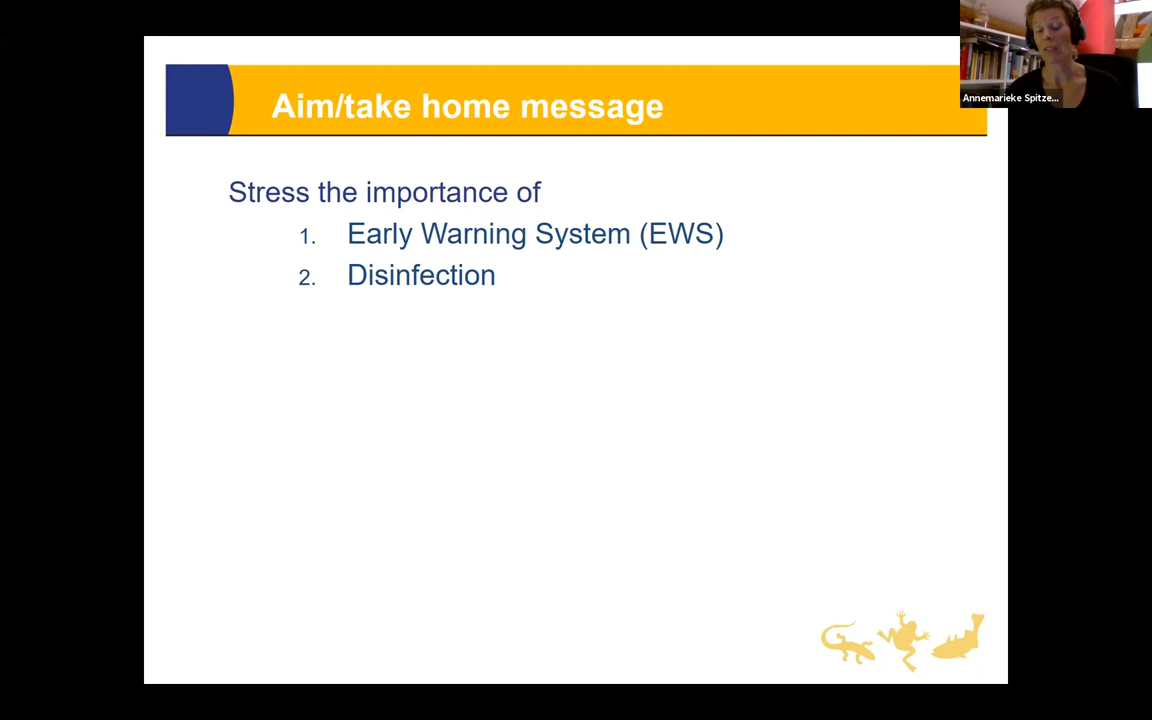 Aim/take home message
Annemarieke Spitze...
Stress the importance of
1. Early Warning System (EWS)
2. Disinfection